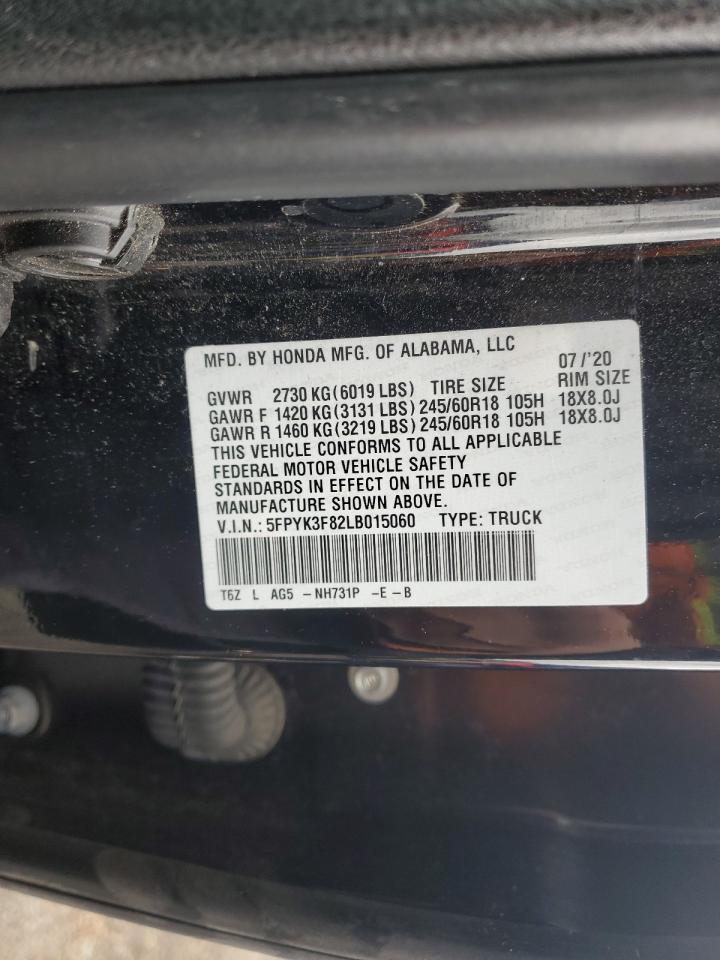 MFD. BY HONDA MFG. OF ALABAMA, LLC 07/'20
GVWR 2730 KG(6019 LBS) TIRE SIZE RIM SIZE
GAWR F 1420 KG(3131 LBS) 245/60R18 105H 18X8.0J
GAWR R 1460 KG(3219 LBS) 245/60R18 105H 18X8.0J
THIS VEHICLE CONFORMS TO ALL APPLICABLE
FEDERAL MOTOR VEHICLE SAFETY
STANDARDS IN EFFECT ON THE DATE OF
MANUFACTURE SHOWN ABOVE.
V.I.N.: 5FPYK3F82LB015060 TYPE: TRUCK
T6Z L AG5 -NH731P -E -B